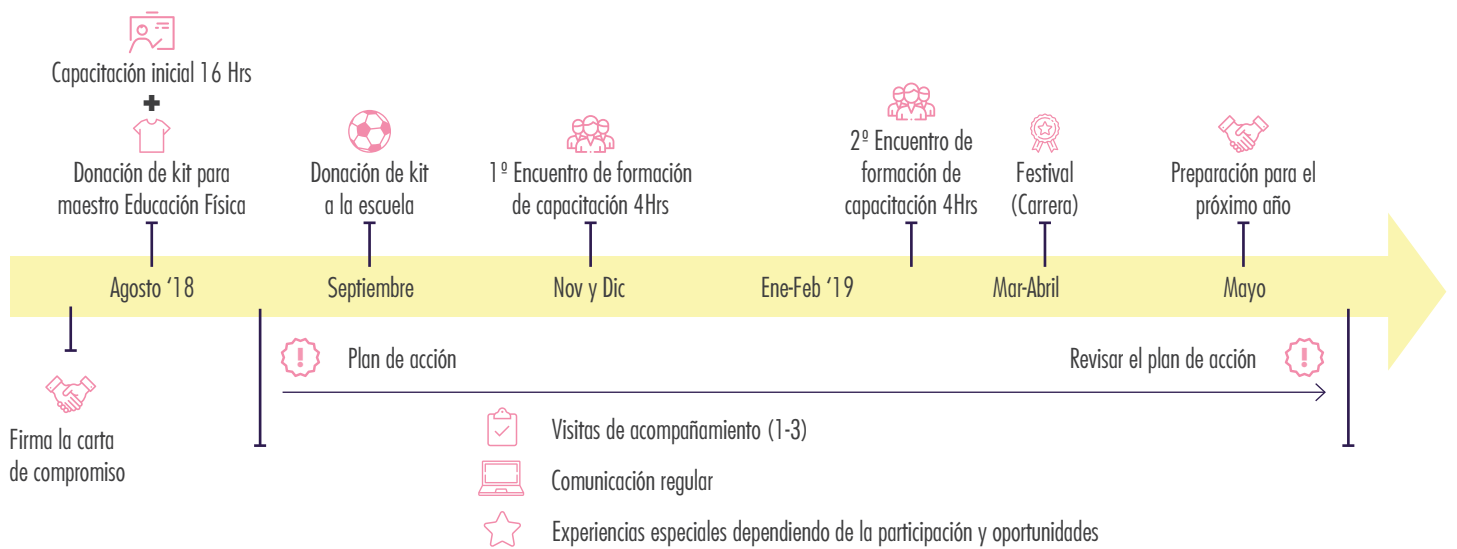 Capacitación inicial 16 Hrs
+
Donación de kit para
maestro Educación Física
Donación de kit
a la escuela
1º Encuentro de formación
de capacitación 4Hrs
2º Encuentro de
formación de
capacitación 4Hrs
Festival
(Carrera)
Preparación para el
próximo año
Agosto ‘18
Septiembre
Nov y Dic
Ene-Feb ‘19
Mar-Abril
Mayo
Firma la carta
de compromiso
Plan de acción
Revisar el plan de acción
Visitas de acompañamiento (1-3)
Comunicación regular
Experiencias especiales dependiendo de la participación y oportunidades